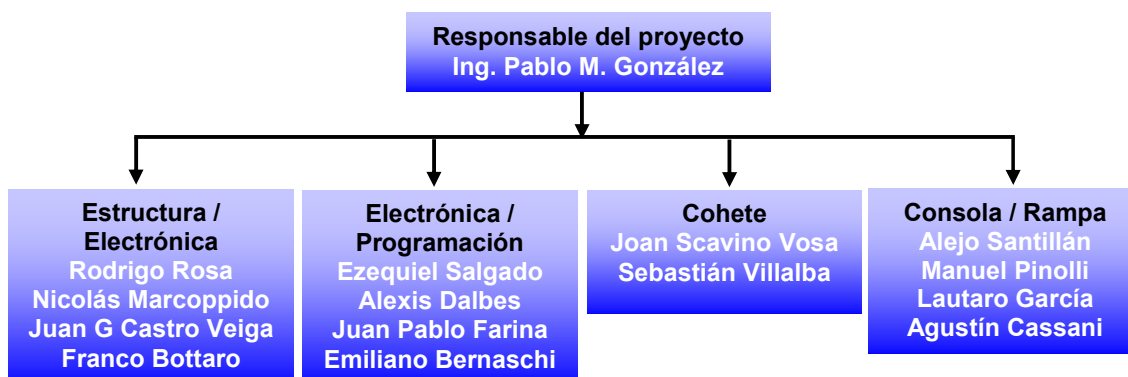 Responsable del proyecto
Ing. Pablo M. González
Estructura /
Electrónica
Rodrigo Rosa
Nicolás Marcoppido
Juan G Castro Veiga
Franco Bottaro
Electrónica /
Programación
Ezequiel Salgado
Alexis Dalbes
Juan Pablo Farina
Emiliano Bernaschi
Cohete
Joan Scavino Vosa
Sebastián Villalba
Consola / Rampa
Alejo Santillán
Manuel Pinolli
Lautaro García
Agustín Cassani